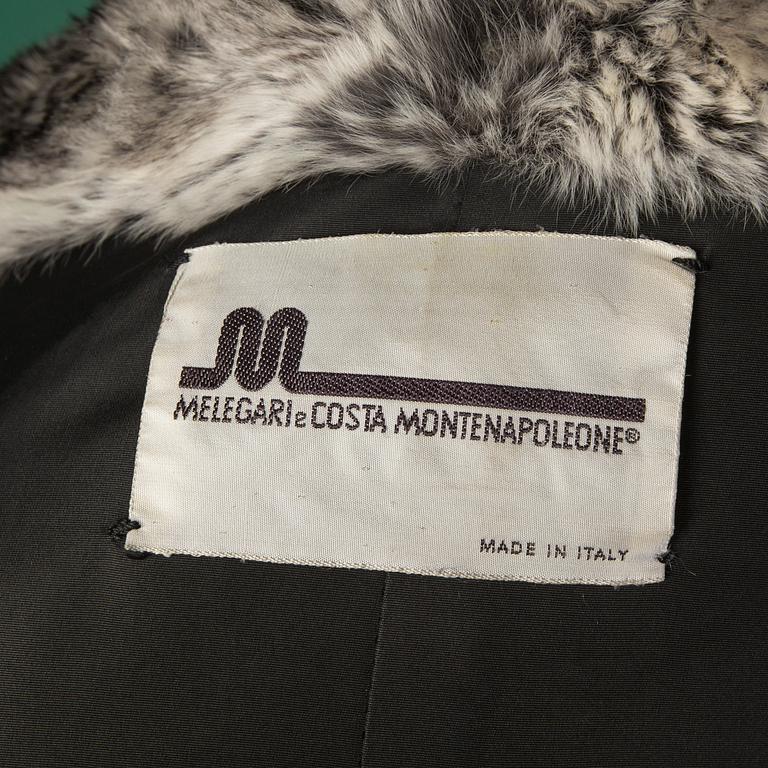 MELEGARI e COSTA MONTENAPOLEONE®
MADE IN ITALY